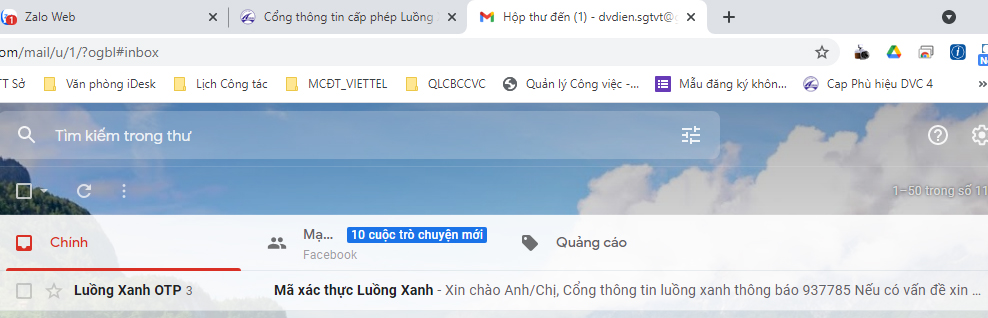 Zalo Web
Cổng thông tin cấp phép Luồng
Hộp thư đến (1) - dvdien.sgtvt@
om/mail/u/1/?ogbl#inbox
TT Sở Văn phòng iDesk Lịch Công tác MCĐT_VIETTEL QLCBCCVC Quản lý Công việc -... Mẫu đăng ký khôn... Cap Phù hiệu DVC 4 »
Tìm kiếm trong thư
1–50 trong số 11
Chính
Mạ... 10 cuộc trò chuyện mới
Facebook
Quảng cáo
Luồng Xanh OTP 3 Mã xác thực Luồng Xanh - Xin chào Anh/Chị, Cổng thông tin luồng xanh thông báo 937785 Nếu có vấn đề xin ...